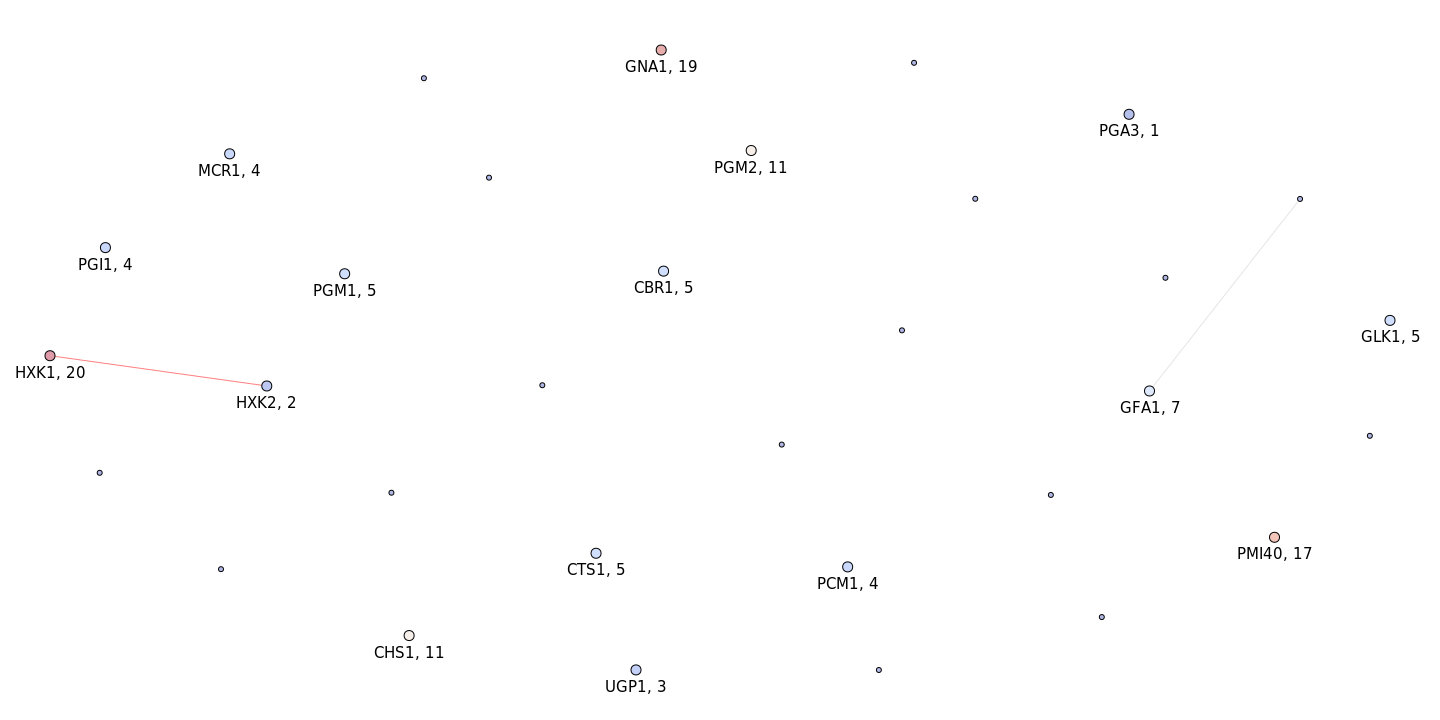 GNA1, 19
PGA3, 1
MCR1, 4
PGM2, 11
PGI1, 4
PGM1, 5
CBR1, 5
GLK1, 5
HXK1, 20
HXK2, 2
GFA1, 7
PMI40, 17
CTS1, 5
PCM1, 4
CHS1, 11
UGP1, 3